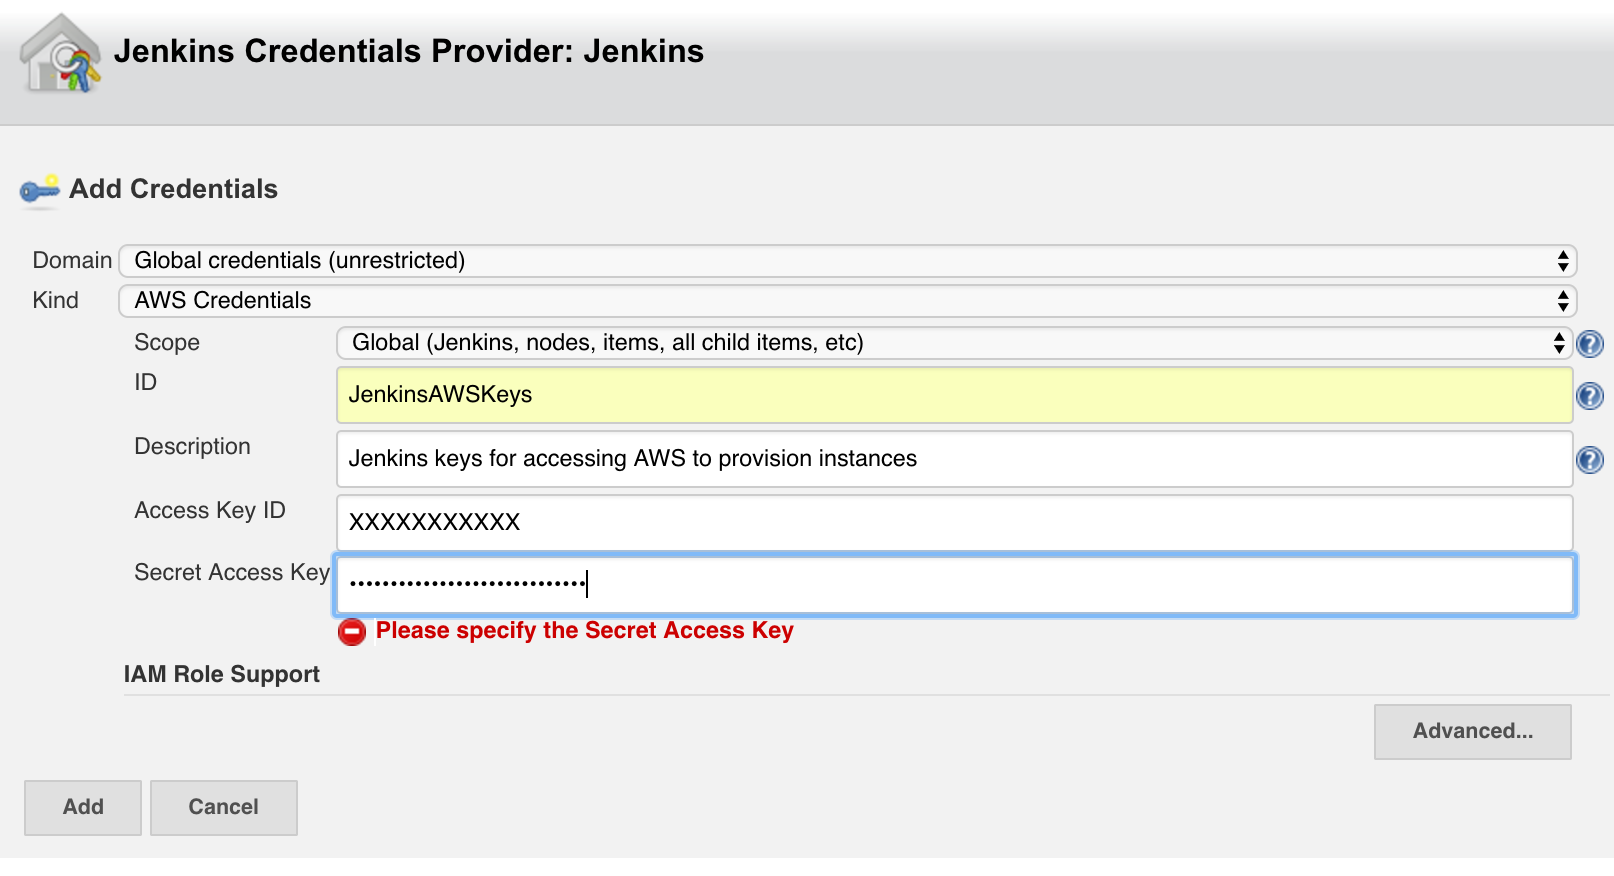 Jenkins Credentials Provider: Jenkins
Add Credentials
Domain Global credentials (unrestricted)
Kind AWS Credentials
Scope Global (Jenkins, nodes, items, all child items, etc)
ID JenkinsAWSKeys
Description Jenkins keys for accessing AWS to provision instances
Access Key ID XXXXXXXXXXX
Secret Access Key •••••••••••••••••••••••••••••
Please specify the Secret Access Key
IAM Role Support
Advanced...
Add Cancel